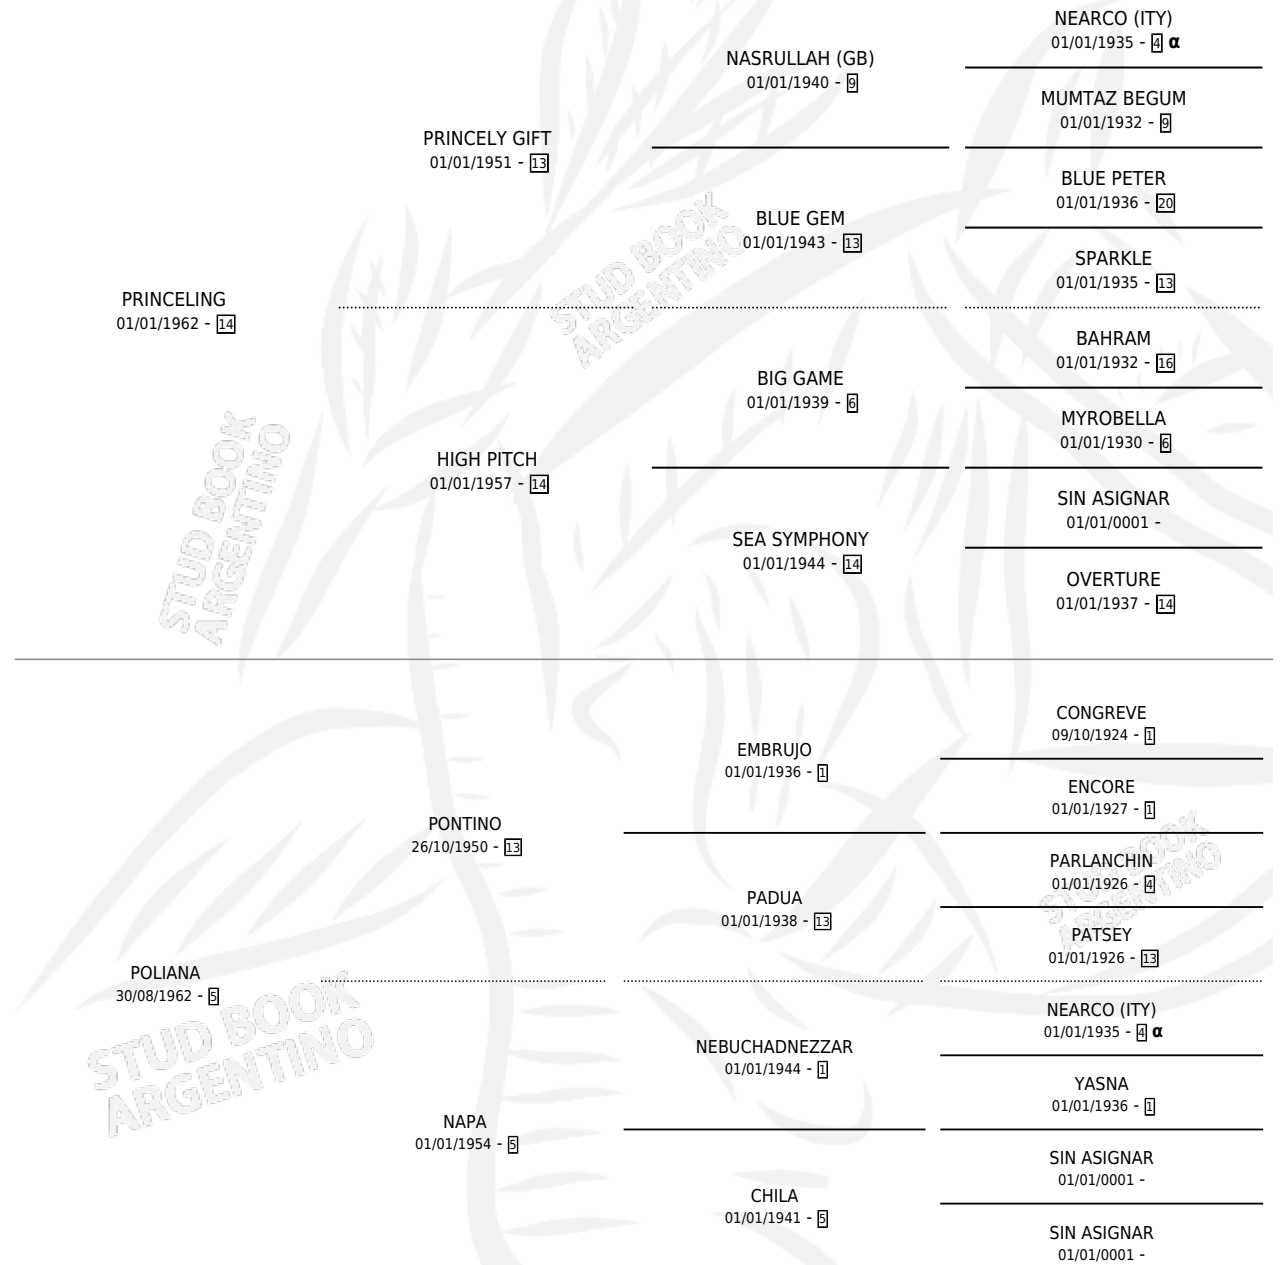 NEARCO (ITY)
01/01/1935 - 4 α
NASRULLAH (GB)
01/01/1940 - 9
MUMTAZ BEGUM
01/01/1932 - 9
PRINCELY GIFT
01/01/1951 - 13
BLUE PETER
01/01/1936 - 20
BLUE GEM
01/01/1943 - 13
SPARKLE
01/01/1935 - 13
PRINCELING
01/01/1962 - 14
BAHRAM
01/01/1932 - 16
BIG GAME
01/01/1939 - 6
MYROBELLA
01/01/1930 - 6
HIGH PITCH
01/01/1957 - 14
SIN ASIGNAR
01/01/0001 -
SEA SYMPHONY
01/01/1944 - 14
OVERTURE
01/01/1937 - 14
CONGREVE
09/10/1924 - 1
EMBRUJO
01/01/1936 - 1
ENCORE
01/01/1927 - 1
PONTINO
26/10/1950 - 13
PARLANCHIN
01/01/1926 - 4
PADUA
01/01/1938 - 13
PATSEY
01/01/1926 - 13
POLIANA
30/08/1962 - 5
NEARCO (ITY)
01/01/1935 - 4 α
NEBUCHADNEZZAR
01/01/1944 - 1
YASNA
01/01/1936 - 1
NAPA
01/01/1954 - 5
SIN ASIGNAR
01/01/0001 -
CHILA
01/01/1941 - 5
SIN ASIGNAR
01/01/0001 -
STUD BOOK
ARGENTINO
STUD BOOK
ARGENTINO
STUD BOOK
ARGENTINO
STUD BOOK
ARGENTINO